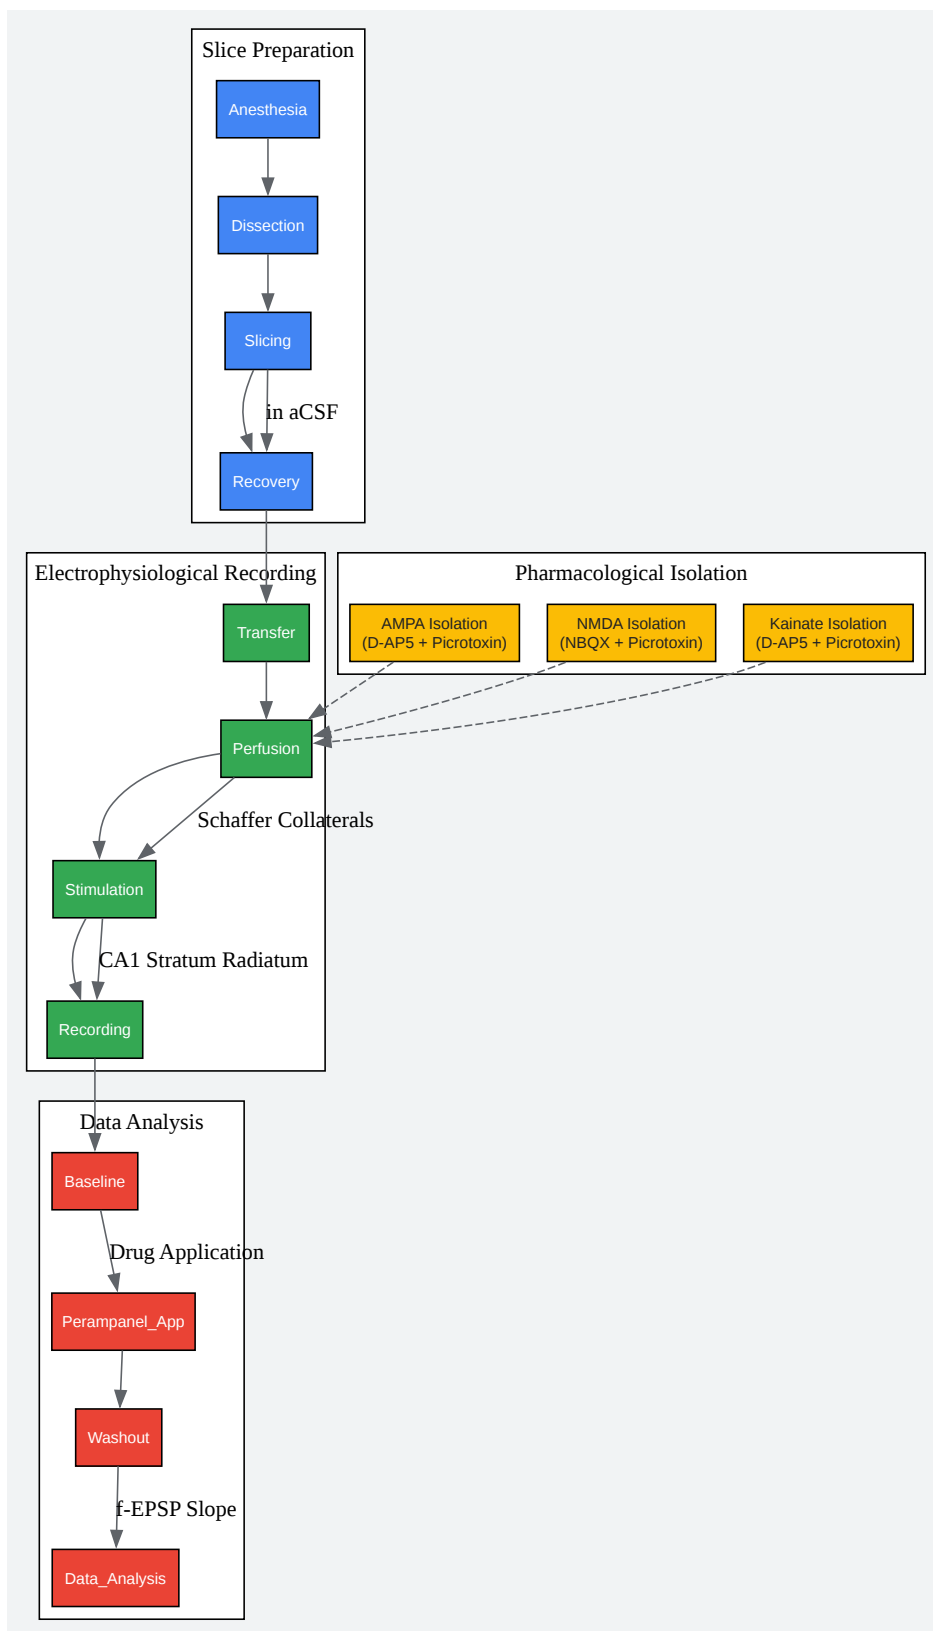 Slice Preparation
Anesthesia
Dissection
Slicing
in aCSF
Recovery
Electrophysiological Recording
Transfer
Perfusion
Schaffer Collaterals
Stimulation
CA1 Stratum Radiatum
Recording
Pharmacological Isolation
AMPA Isolation
(D-AP5 + Picrotoxin)
NMDA Isolation
(NBQX + Picrotoxin)
Kainate Isolation
(D-AP5 + Picrotoxin)
Data Analysis
Baseline
Drug Application
Perampanel_App
Washout
f-EPSP Slope
Data_Analysis